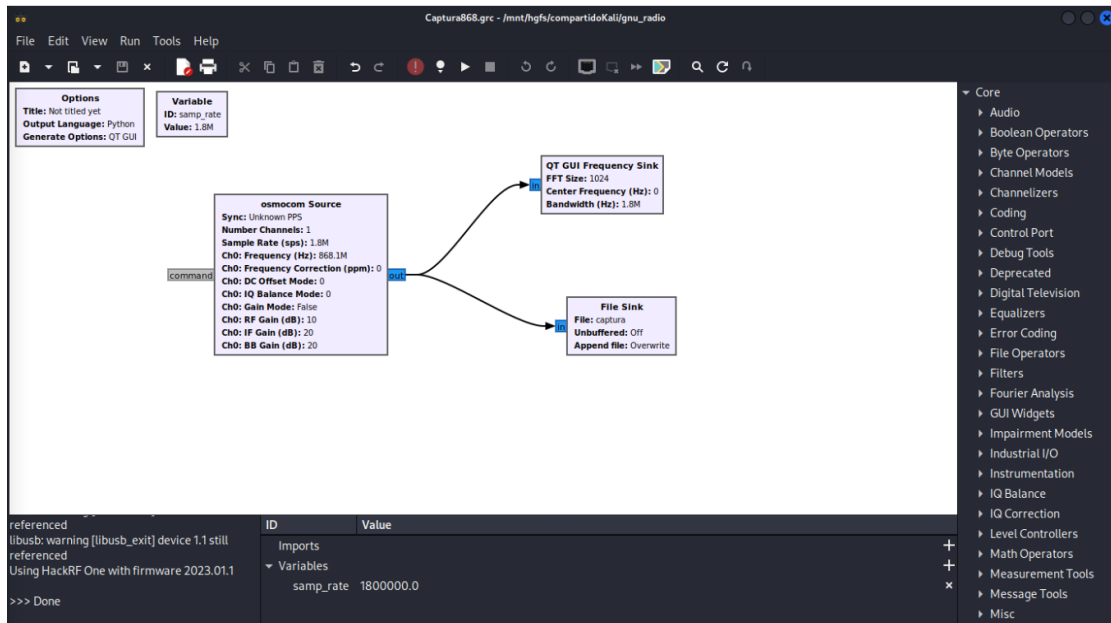 Captura868.grc - /mnt/hgfs/compartidoKali/gnu_radio
File Edit View Run Tools Help
Options
Title: Not titled yet
Output Language: Python
Generate Options: QT GUI
Variable
ID: samp_rate
Value: 1.8M
osmocom Source
Sync: Unknown PPS
Number Channels: 1
Sample Rate (sps): 1.8M
Ch0: Frequency (Hz): 868.1M
Ch0: Frequency Correction (ppm): 0
Ch0: DC Offset Mode: 0
Ch0: IQ Balance Mode: 0
Ch0: Gain Mode: False
Ch0: RF Gain (dB): 10
Ch0: IF Gain (dB): 20
Ch0: BB Gain (dB): 20
command
out
QT GUI Frequency Sink
FFT Size: 1024
Center Frequency (Hz): 0
Bandwidth (Hz): 1.8M
in
File Sink
File: captura
Unbuffered: Off
Append file: Overwrite
in
Core
Audio
Boolean Operators
Byte Operators
Channel Models
Channelizers
Coding
Control Port
Debug Tools
Deprecated
Digital Television
Equalizers
Error Coding
File Operators
Filters
Fourier Analysis
GUI Widgets
Impairment Models
Industrial I/O
Instrumentation
IQ Balance
IQ Correction
Level Controllers
Math Operators
Measurement Tools
Message Tools
Misc
referenced
libusb: warning [libusb_exit] device 1.1 still
referenced
Using HackRF One with firmware 2023.01.1
>>> Done
ID Value
Imports
Variables
samp_rate 1800000.0